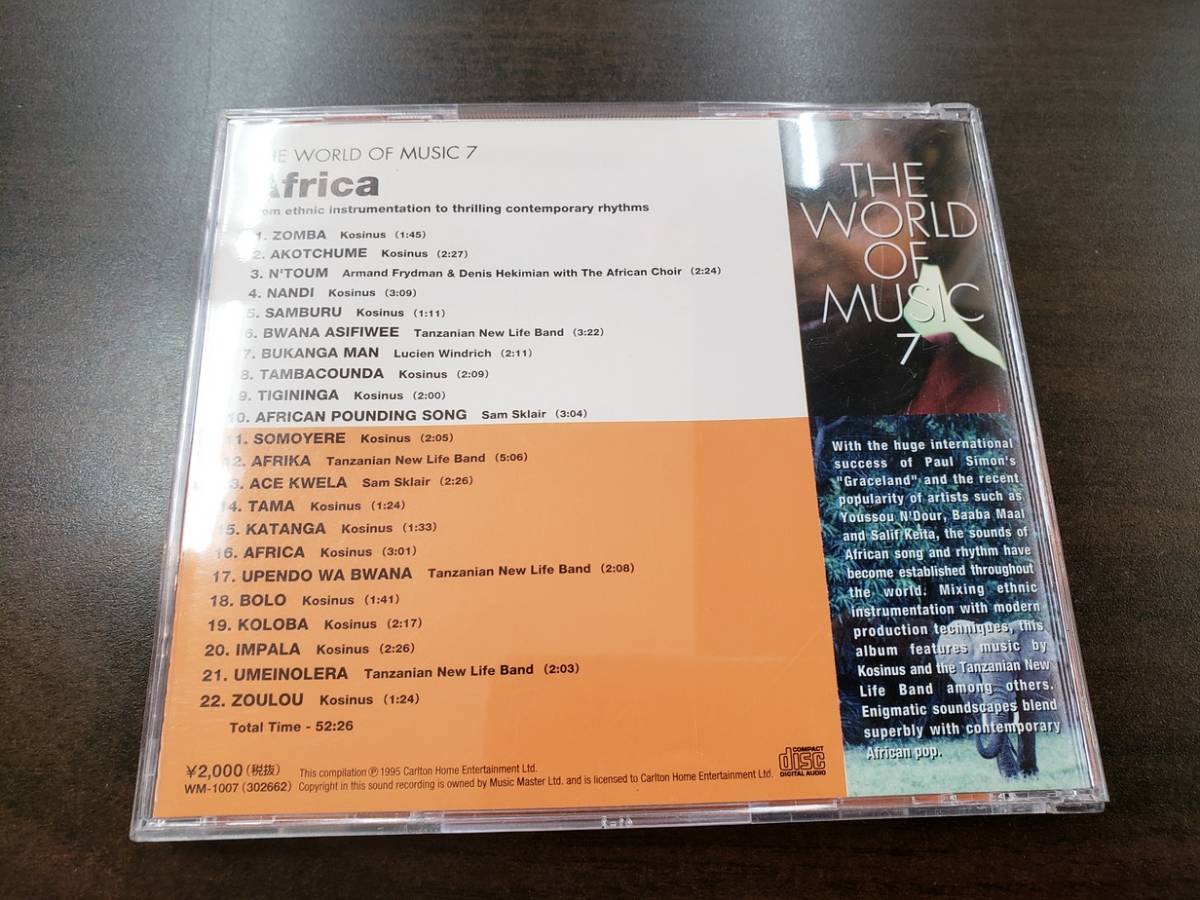 THE WORLD OF MUSIC 7
Africa
from ethnic instrumentation to thrilling contemporary rhythms
1. ZOMBA Kosinus (1:45)
2. AKOTCHUME Kosinus (2:27)
3. N'TOUM Armand Frydman & Denis Hekimian with The African Choir (2:24)
4. NANDI Kosinus (3:09)
5. SAMBURU Kosinus (1:11)
6. BWANA ASIFIWEE Tanzanian New Life Band (3:22)
7. BUKANGA MAN Lucien Windrich (2:11)
8. TAMBACOUNDA Kosinus (2:09)
9. TIGININGA Kosinus (2:00)
10. AFRICAN POUNDING SONG Sam Sklair (3:04)
11. SOMOYERE Kosinus (2:05)
12. AFRIKA Tanzanian New Life Band (5:06)
13. ACE KWELA Sam Sklair (2:26)
14. TAMA Kosinus (1:24)
15. KATANGA Kosinus (1:33)
16. AFRICA Kosinus (3:01)
17. UPENDO WA BWANA Tanzanian New Life Band (2:08)
18. BOLO Kosinus (1:41)
19. KOLOBA Kosinus (2:17)
20. IMPALA Kosinus (2:26)
21. UMEINOLERA Tanzanian New Life Band (2:03)
22. ZOULOU Kosinus (1:24)
Total Time - 52:26
¥2,000(税抜)
WM-1007 (302662)
This compilation ℗ 1995 Carlton Home Entertainment Ltd.
Copyright in this sound recording is owned by Music Master Ltd. and is licensed to Carlton Home Entertainment Ltd.
COMPACT
disc
DIGITAL AUDIO
THE
WORLD
OF
MUSIC
7
With the huge international
success of Paul Simon's
"Graceland" and the recent
popularity of artists such as
Youssou N'Dour, Baaba Maal
and Salif Keita, the sounds of
African song and rhythm have
become established throughout
the world. Mixing ethnic
instrumentation with modern
production techniques, this
album features music by
Kosinus and the Tanzanian New
Life Band among others.
Enigmatic soundscapes blend
superbly with contemporary
African pop.